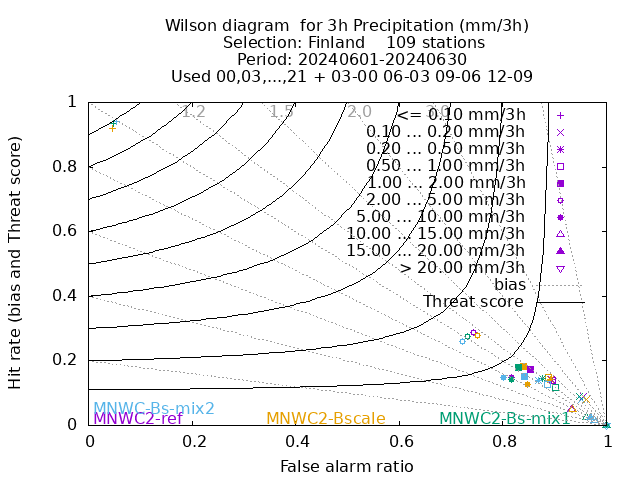 Wilson diagram  for 3h Precipitation (mm/3h)
Selection: Finland    109 stations
Period: 20240601-20240630
Used 00,03,...,21 + 03-00 06-03 09-06 12-09
1.2 1.5 2.0 3.0
<= 0.10 mm/3h
0.10 ... 0.20 mm/3h
0.20 ... 0.50 mm/3h
0.50 ... 1.00 mm/3h
1.00 ... 2.00 mm/3h
2.00 ... 5.00 mm/3h
5.00 ... 10.00 mm/3h
10.00 ... 15.00 mm/3h
15.00 ... 20.00 mm/3h
> 20.00 mm/3h
bias
Threat score
1
0.8
0.6
0.4
0.2
0
Hit rate (bias and Threat score)
MNWC-Bs-mix2
MNWC2-ref MNWC2-Bscale MNWC2-Bs-mix1
0 0.2 0.4 0.6 0.8 1
False alarm ratio